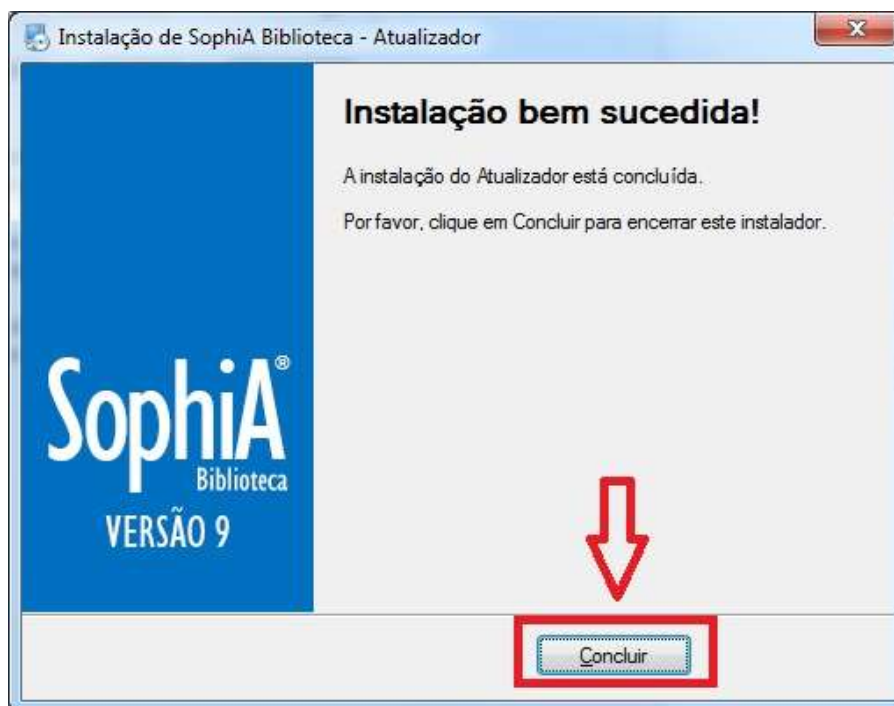 Instalação de SophiA Biblioteca - Atualizador
Instalação bem sucedida!
A instalação do Atualizador está concluída.
Por favor, clique em Concluir para encerrar este instalador.
SophiA®
Biblioteca
VERSÃO 9
Concluir